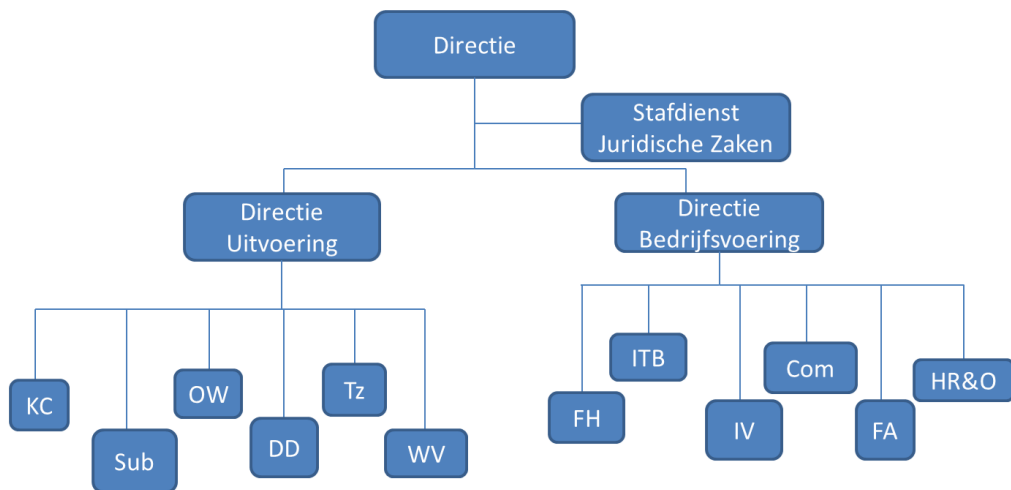 Directie
Stafdienst
Juridische Zaken
Directie
Uitvoering
Directie
Bedrijfsvoering
KC
Sub
OW
DD
Tz
WV
FH
ITB
IV
Com
FA
HR&O